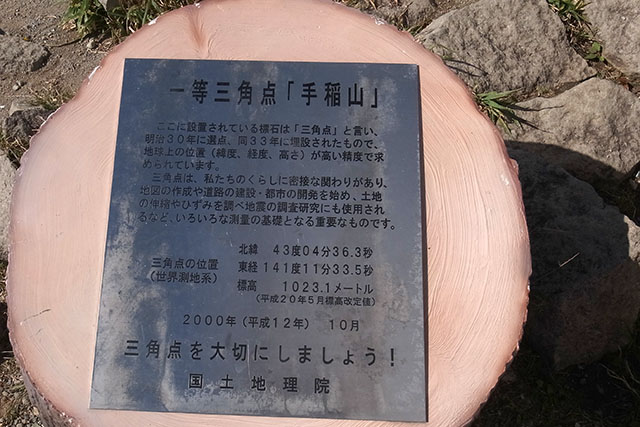 一等三角点「手稲山」
ここに設置されている標石は「三角点」と言い、
明治30年に選点、同33年に埋設されたもので、
地球上の位置（緯度、経度、高さ）が高い精度で求
められています。
三角点は、私たちのくらしに密接な関わりがあり、
地図の作成や道路の建設・都市の開発を始め、土地
の伸縮やひずみを調べ地震の調査研究にも使用され
るなど、いろいろな測量の基礎となる重要なものです。
三角点の位置
（世界測地系）
北緯 43度04分36.3秒
東経 141度11分33.5秒
標高 1023.1メートル
（平成20年5月標高改定値）
2000年（平成12年） 10月
三角点を大切にしましょう！
国土地理院